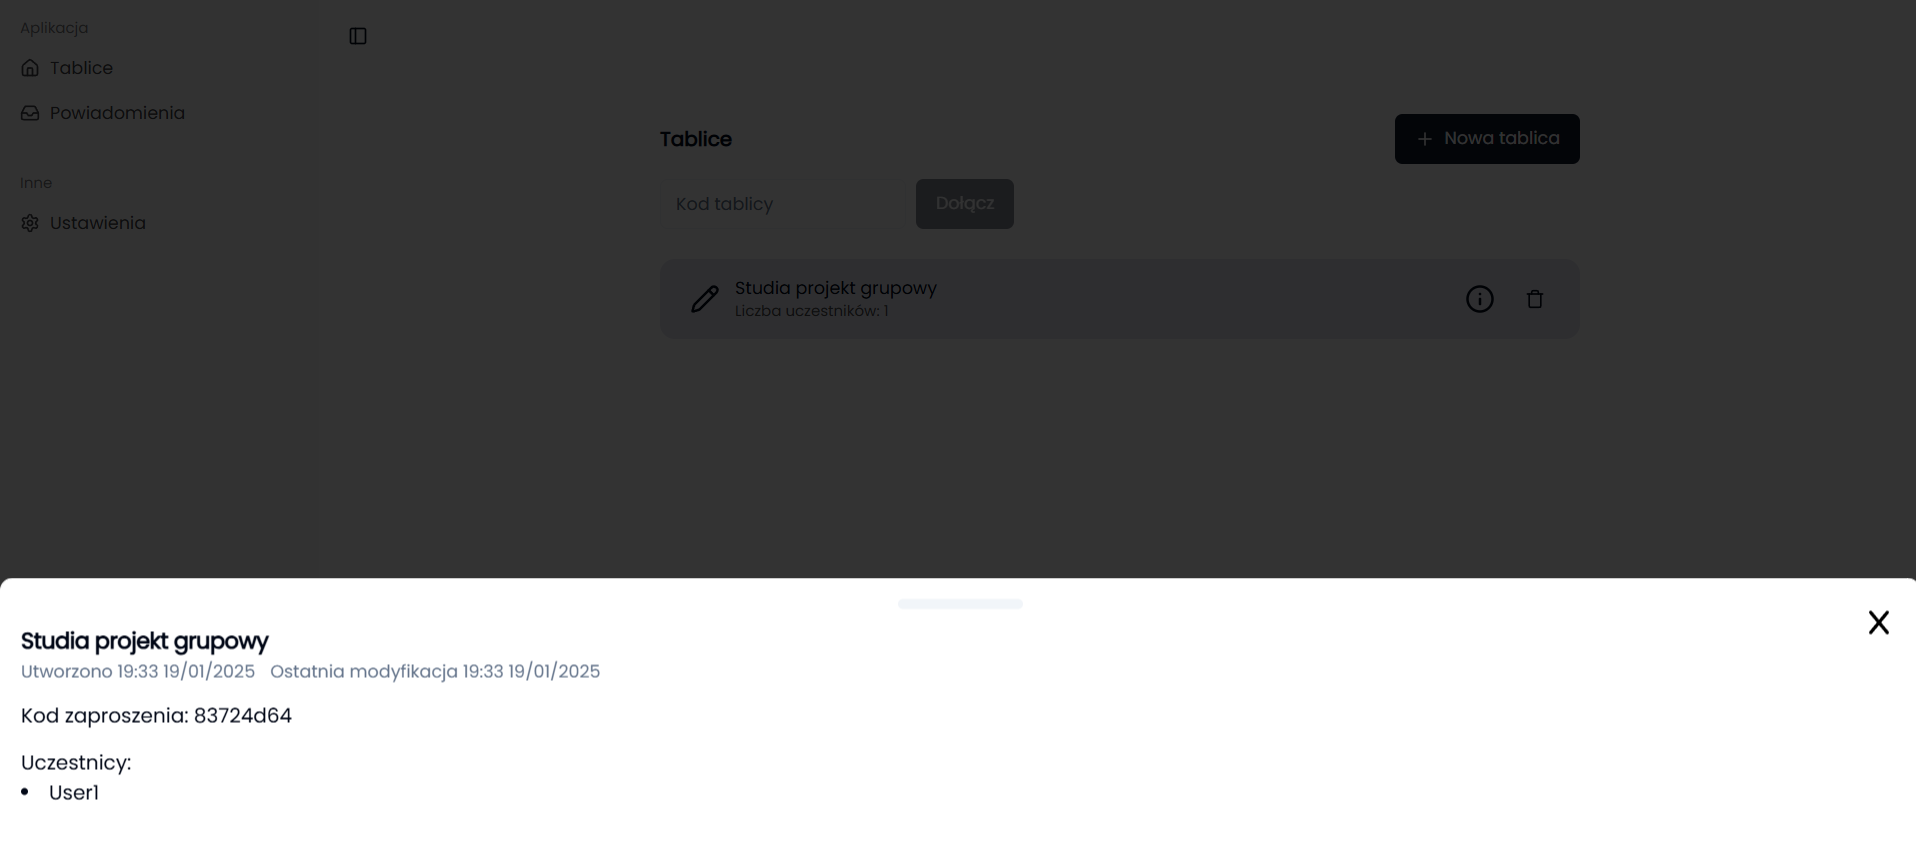 Aplikacja
Tablice
Powiadomienia
Inne
Ustawienia
Tablice
Nowa tablica
Kod tablicy
Dołącz
Studia projekt grupowy
Liczba uczestników: 1
Studia projekt grupowy
Utworzono 19:33 19/01/2025 Ostatnia modyfikacja 19:33 19/01/2025
Kod zaproszenia: 83724d64
Uczestnicy:
• User1